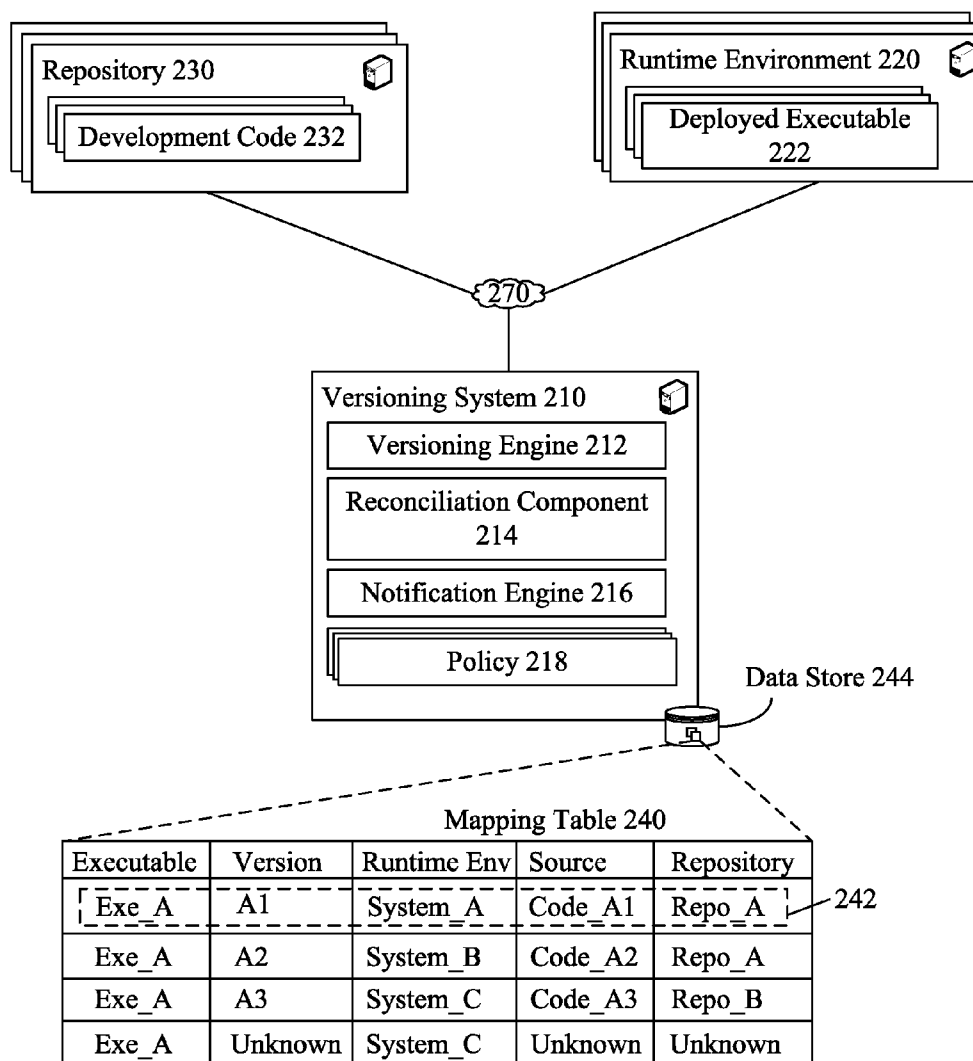 Repository 230
Development Code 232
Runtime Environment 220
Deployed Executable
222
270
Versioning System 210
Versioning Engine 212
Reconciliation Component
214
Notification Engine 216
Policy 218
Data Store 244
Mapping Table 240
Executable Version Runtime Env Source Repository
Exe_A A1 System_A Code_A1 Repo_A
242
Exe_A A2 System_B Code_A2 Repo_A
Exe_A A3 System_C Code_A3 Repo_B
Exe_A Unknown System_C Unknown Unknown